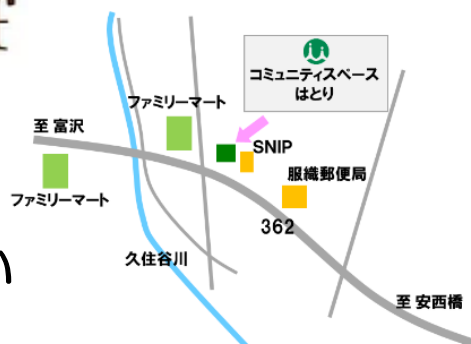 コミュニティスペース
はとり
ファミリーマート
至 富沢
SNIP
服織郵便局
ファミリーマート
362
久住谷川
至 安西橋